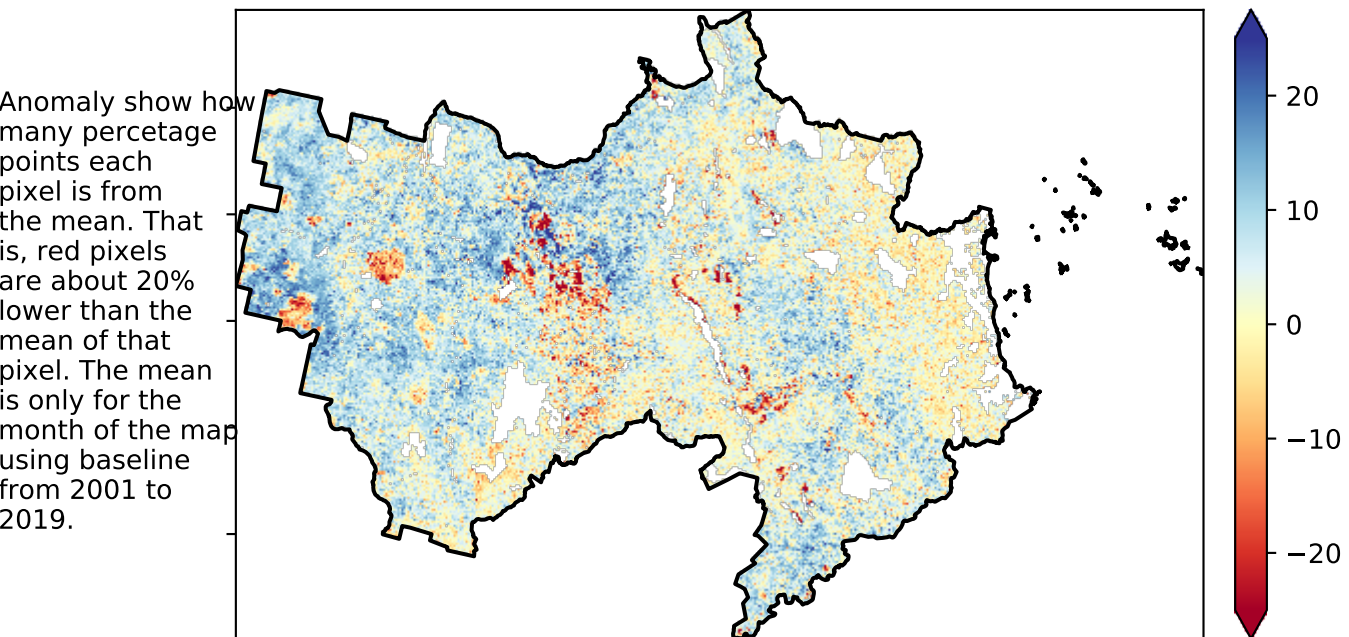 Anomaly show how
many percetage
points each
pixel is from
the mean. That
is, red pixels
are about 20%
lower than the
mean of that
pixel. The mean
is only for the
month of the map
using baseline
from 2001 to
2019.
20
10
0
−10
−20